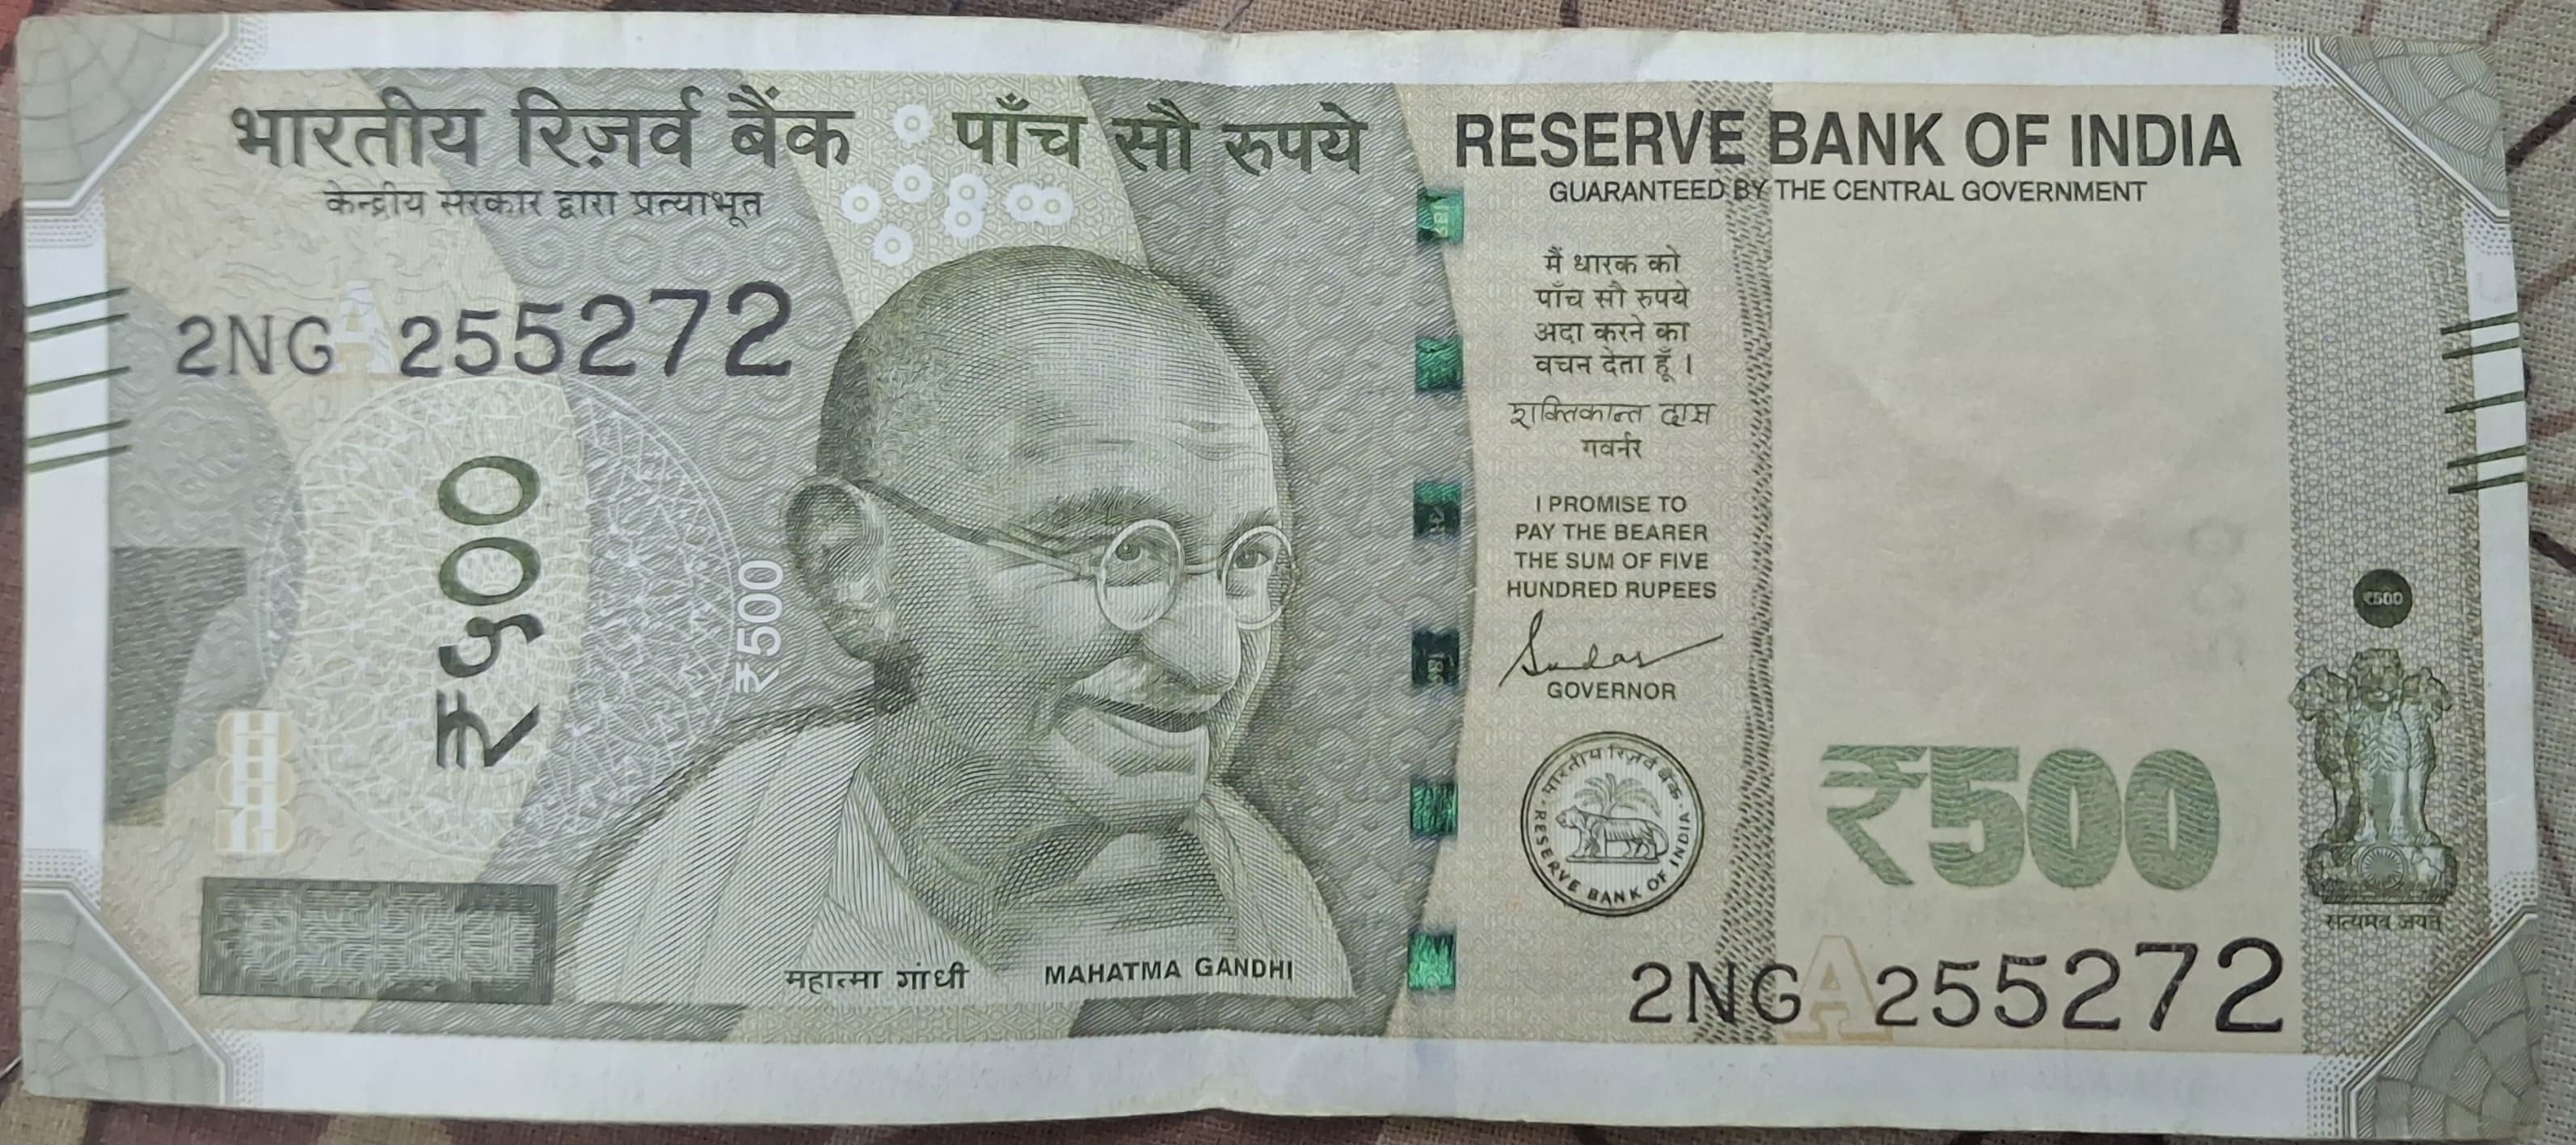 भारतीय रिज़र्व बैंक
केन्द्रीय सरकार द्वारा प्रत्याभूत
पाँच सौ रुपये
RESERVE BANK OF INDIA
GUARANTEED BY THE CENTRAL GOVERNMENT
2NG A 255272
₹५००
₹500
मैं धारक को
पाँच सौ रुपये
अदा करने का
वचन देता हूँ ।
शक्तिकान्त दास
गवर्नर
I PROMISE TO
PAY THE BEARER
THE SUM OF FIVE
HUNDRED RUPEES
GOVERNOR
भारतीय रिज़र्व बैंक
RESERVE BANK OF INDIA
₹500
₹500
सत्यमेव जयते
महात्मा गांधी
MAHATMA GANDHI
2NG A 255272